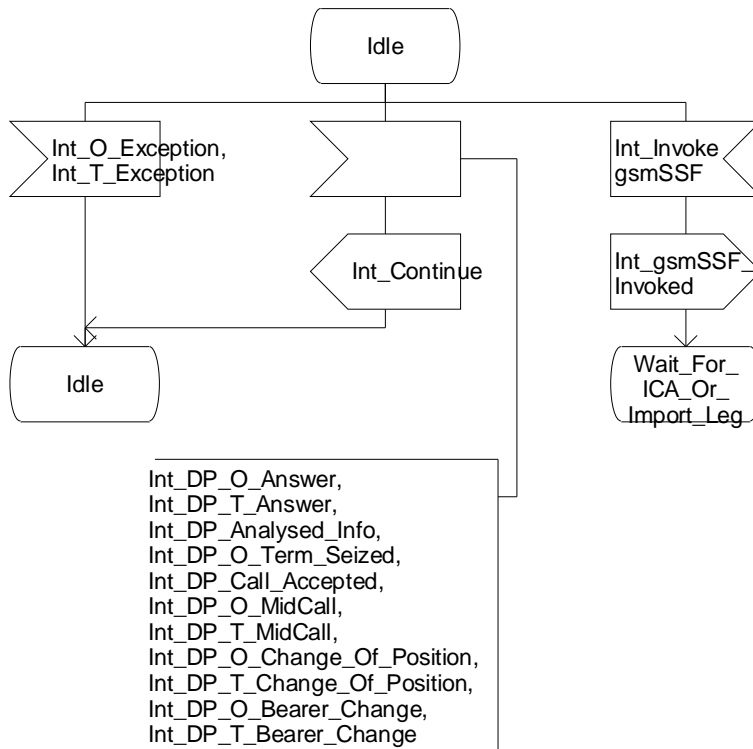 Idle
Int_O_Exception,
Int_T_Exception
Int_Invoke
gsmSSF
Int_Continue
Int_gsmSSF_
Invoked
Idle
Wait_For_
ICA_Or_
Import_Leg
Int_DP_O_Answer,
Int_DP_T_Answer,
Int_DP_Analysed_Info,
Int_DP_O_Term_Seized,
Int_DP_Call_Accepted,
Int_DP_O_MidCall,
Int_DP_T_MidCall,
Int_DP_O_Change_Of_Position,
Int_DP_T_Change_Of_Position,
Int_DP_O_Bearer_Change,
Int_DP_T_Bearer_Change